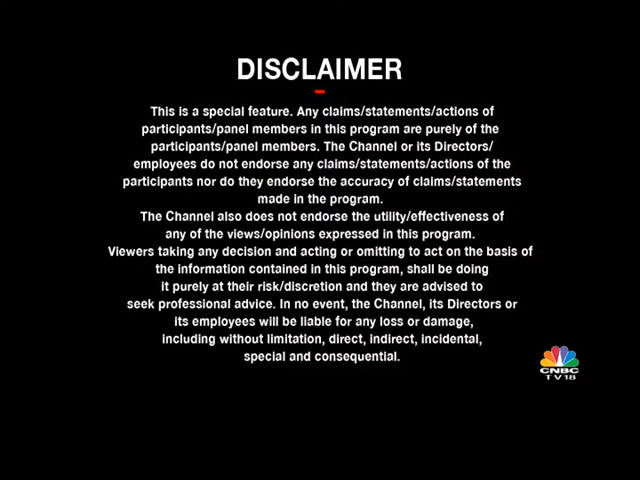 DISCLAIMER
This is a special feature. Any claims/statements/actions of
participants/panel members in this program are purely of the
participants/panel members. The Channel or its Directors/
employees do not endorse any claims/statements/actions of the
participants nor do they endorse the accuracy of claims/statements
made in the program.
The Channel also does not endorse the utility/effectiveness of
any of the views/opinions expressed in this program.
Viewers taking any decision and acting or omitting to act on the basis of
the information contained in this program, shall be doing
it purely at their risk/discretion and they are advised to
seek professional advice. In no event, the Channel, its Directors or
its employees will be liable for any loss or damage,
including without limitation, direct, indirect, incidental,
special and consequential.
CNBC
TV18